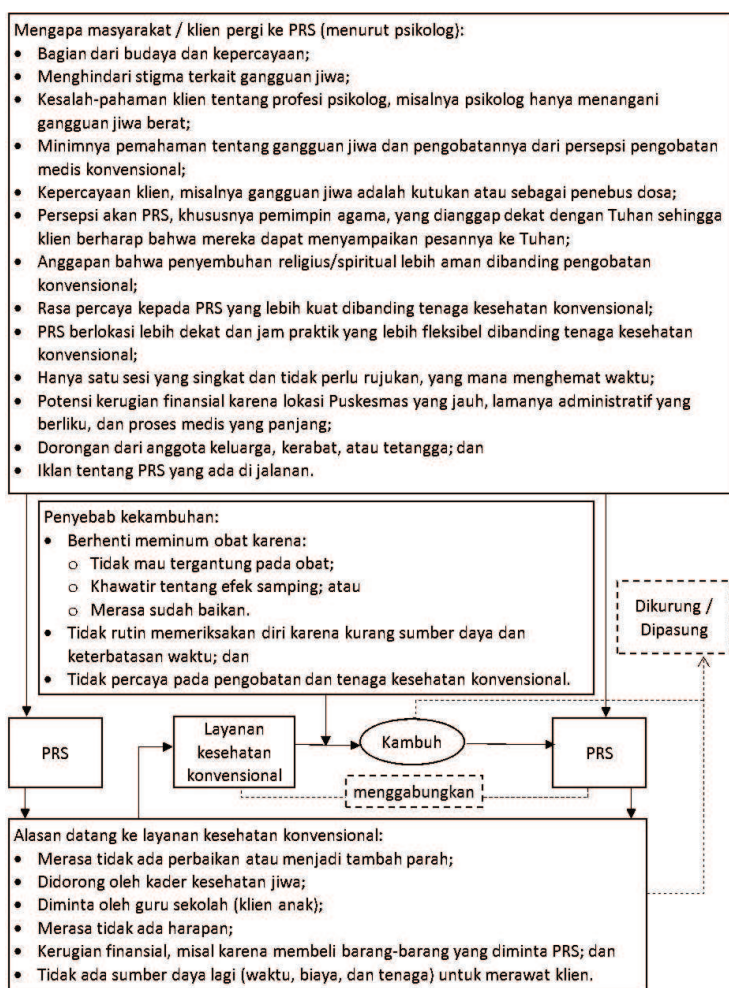 Mengapa masyarakat / klien pergi ke PRS (menurut psikolog):
• Bagian dari budaya dan kepercayaan;
• Menghindari stigma terkait gangguan jiwa;
• Kesalah-pahaman klien tentang profesi psikolog, misalnya psikolog hanya menangani
gangguan jiwa berat;
• Minimnya pemahaman tentang gangguan jiwa dan pengobatannya dari persepsi pengobatan
medis konvensional;
• Kepercayaan klien, misalnya gangguan jiwa adalah kutukan atau sebagai penebus dosa;
• Persepsi akan PRS, khususnya pemimpin agama, yang dianggap dekat dengan Tuhan sehingga
klien berharap bahwa mereka dapat menyampaikan pesannya ke Tuhan;
• Anggapan bahwa penyembuhan religius/spiritual lebih aman dibanding pengobatan
konvensional;
• Rasa percaya kepada PRS yang lebih kuat dibanding tenaga kesehatan konvensional;
• PRS berlokasi lebih dekat dan jam praktik yang lebih fleksibel dibanding tenaga kesehatan
konvensional;
• Hanya satu sesi yang singkat dan tidak perlu rujukan, yang mana menghemat waktu;
• Potensi kerugian finansial karena lokasi Puskesmas yang jauh, lamanya administratif yang
berliku, dan proses medis yang panjang;
• Dorongan dari anggota keluarga, kerabat, atau tetangga; dan
• Iklan tentang PRS yang ada di jalanan.
Penyebab kekambuhan:
• Berhenti meminum obat karena:
o Tidak mau tergantung pada obat;
o Khawatir tentang efek samping; atau
o Merasa sudah baikan.
• Tidak rutin memeriksakan diri karena kurang sumber daya dan
keterbatasan waktu; dan
• Tidak percaya pada pengobatan dan tenaga kesehatan konvensional.
Dikurung /
Dipasung
PRS
Layanan
kesehatan
konvensional
Kambuh
PRS
menggabungkan
Alasan datang ke layanan kesehatan konvensional:
• Merasa tidak ada perbaikan atau menjadi tambah parah;
• Didorong oleh kader kesehatan jiwa;
• Diminta oleh guru sekolah (klien anak);
• Merasa tidak ada harapan;
• Kerugian finansial, misal karena membeli barang-barang yang diminta PRS; dan
• Tidak ada sumber daya lagi (waktu, biaya, dan tenaga) untuk merawat klien.